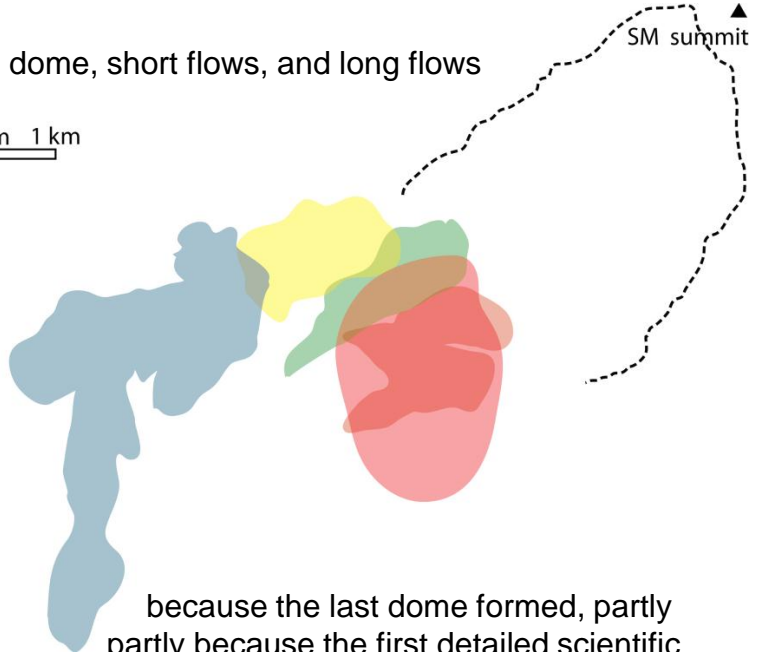 SM summit
dome, short flows, and long flows
1 km
because the last dome formed, partly
partly because the first detailed scientific